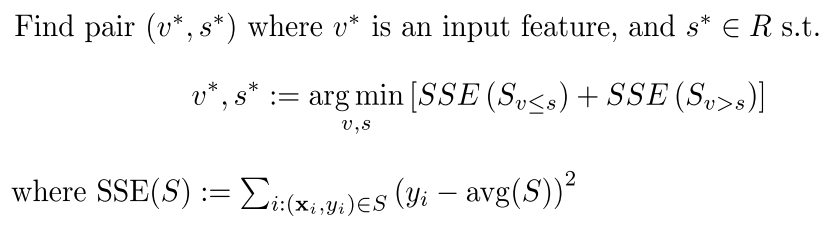 Find pair (v*, s*) where v* is an input feature, and s* ∈ R s.t.
v*, s* := arg min [SSE (S_{v≤s}) + SSE (S_{v>s})]
v,s
where SSE(S) := ∑_{i:(x_i,y_i)∈S} (y_i − avg(S))²